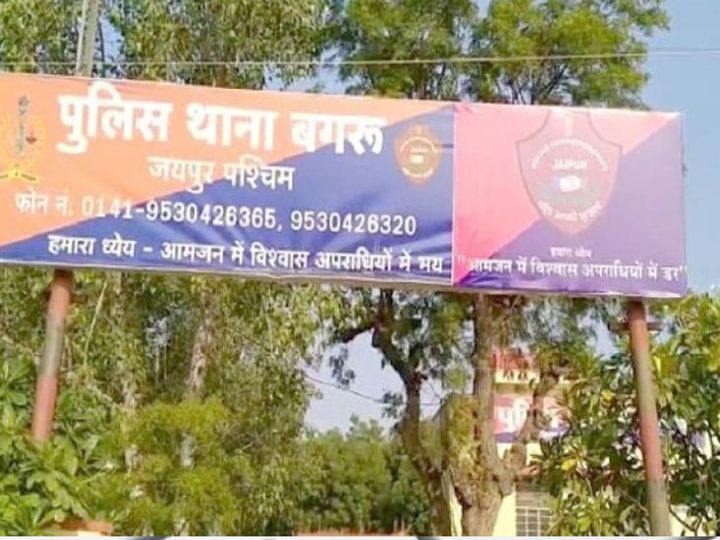 पुलिस थाना बगरू
जयपुर पश्चिम
फोन नं. 0141-9530426365, 9530426320
हमारा ध्येय - आमजन में विश्वास अपराधियों में भय
JAIPUR
हमारा ध्येय
"आमजन में विश्वास अपराधियों में डर"